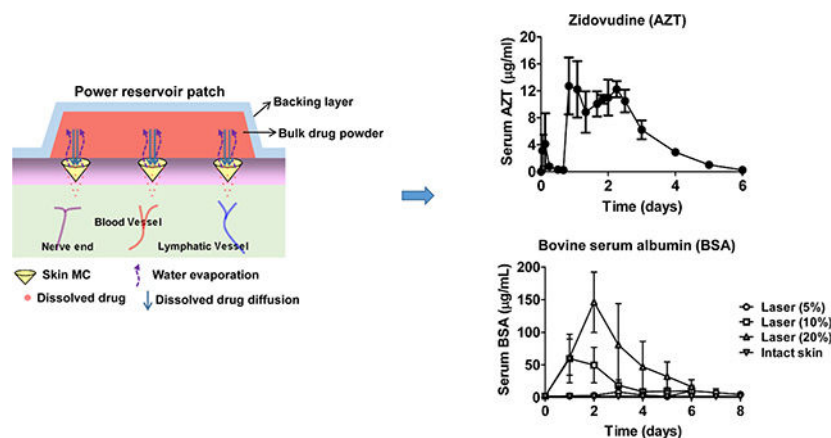 Power reservoir patch
Backing layer
Bulk drug powder
Nerve end
Blood Vessel
Lymphatic Vessel
Skin MC
Water evaporation
Dissolved drug
Dissolved drug diffusion
Zidovudine (AZT)
Serum AZT (μg/ml)
20
16
12
8
4
0
0 2 4 6
Time (days)
Bovine serum albumin (BSA)
Serum BSA (μg/mL)
200
150
100
50
0 2 4 6 8
Time (days)
Laser (5%)
Laser (10%)
Laser (20%)
Intact skin